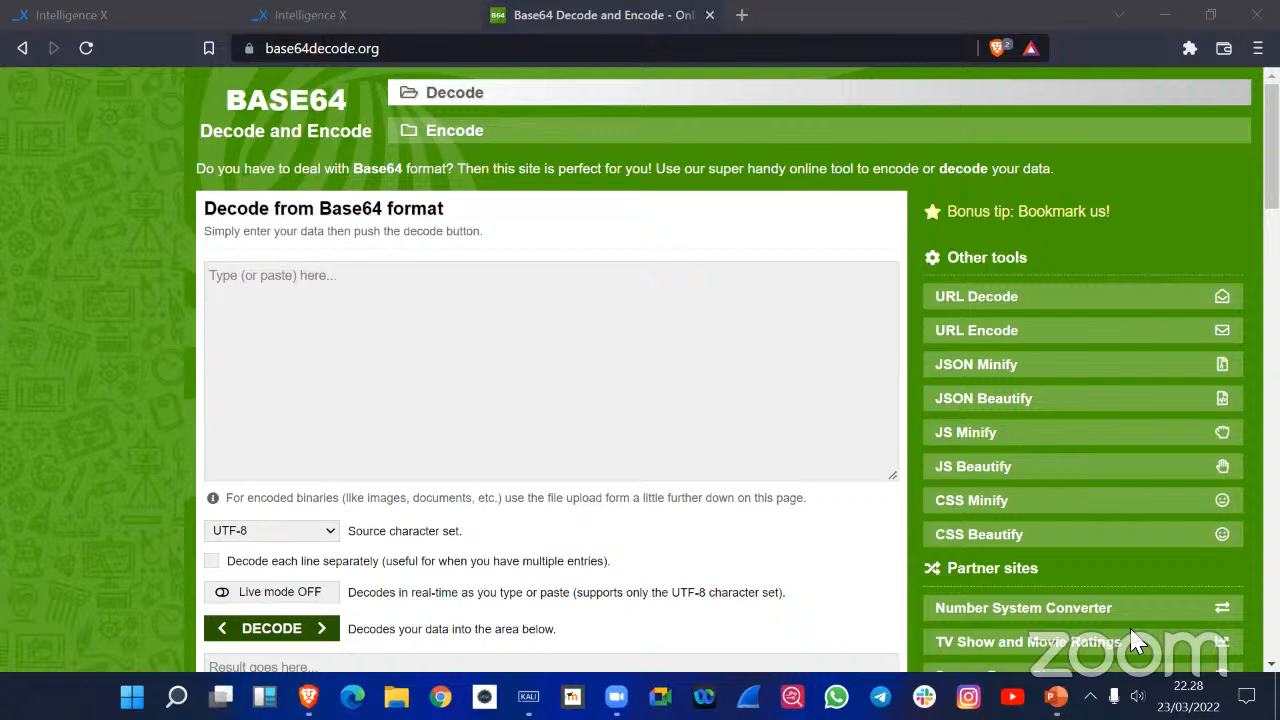 Intelligence X
Intelligence X
B64
Base64 Decode and Encode - Onl
base64decode.org
2
BASE64
Decode and Encode
Decode
Encode
Do you have to deal with Base64 format? Then this site is perfect for you! Use our super handy online tool to encode or decode your data.
Decode from Base64 format
Simply enter your data then push the decode button.
Type (or paste) here...
For encoded binaries (like images, documents, etc.) use the file upload form a little further down on this page.
UTF-8
Source character set.
Decode each line separately (useful for when you have multiple entries).
Live mode OFF
Decodes in real-time as you type or paste (supports only the UTF-8 character set).
DECODE
Decodes your data into the area below.
Result goes here...
Bonus tip: Bookmark us!
Other tools
URL Decode
URL Encode
JSON Minify
JSON Beautify
JS Minify
JS Beautify
CSS Minify
CSS Beautify
Partner sites
Number System Converter
TV Show and Movie Ratings
zoom
KALI
22:28
23/03/2022